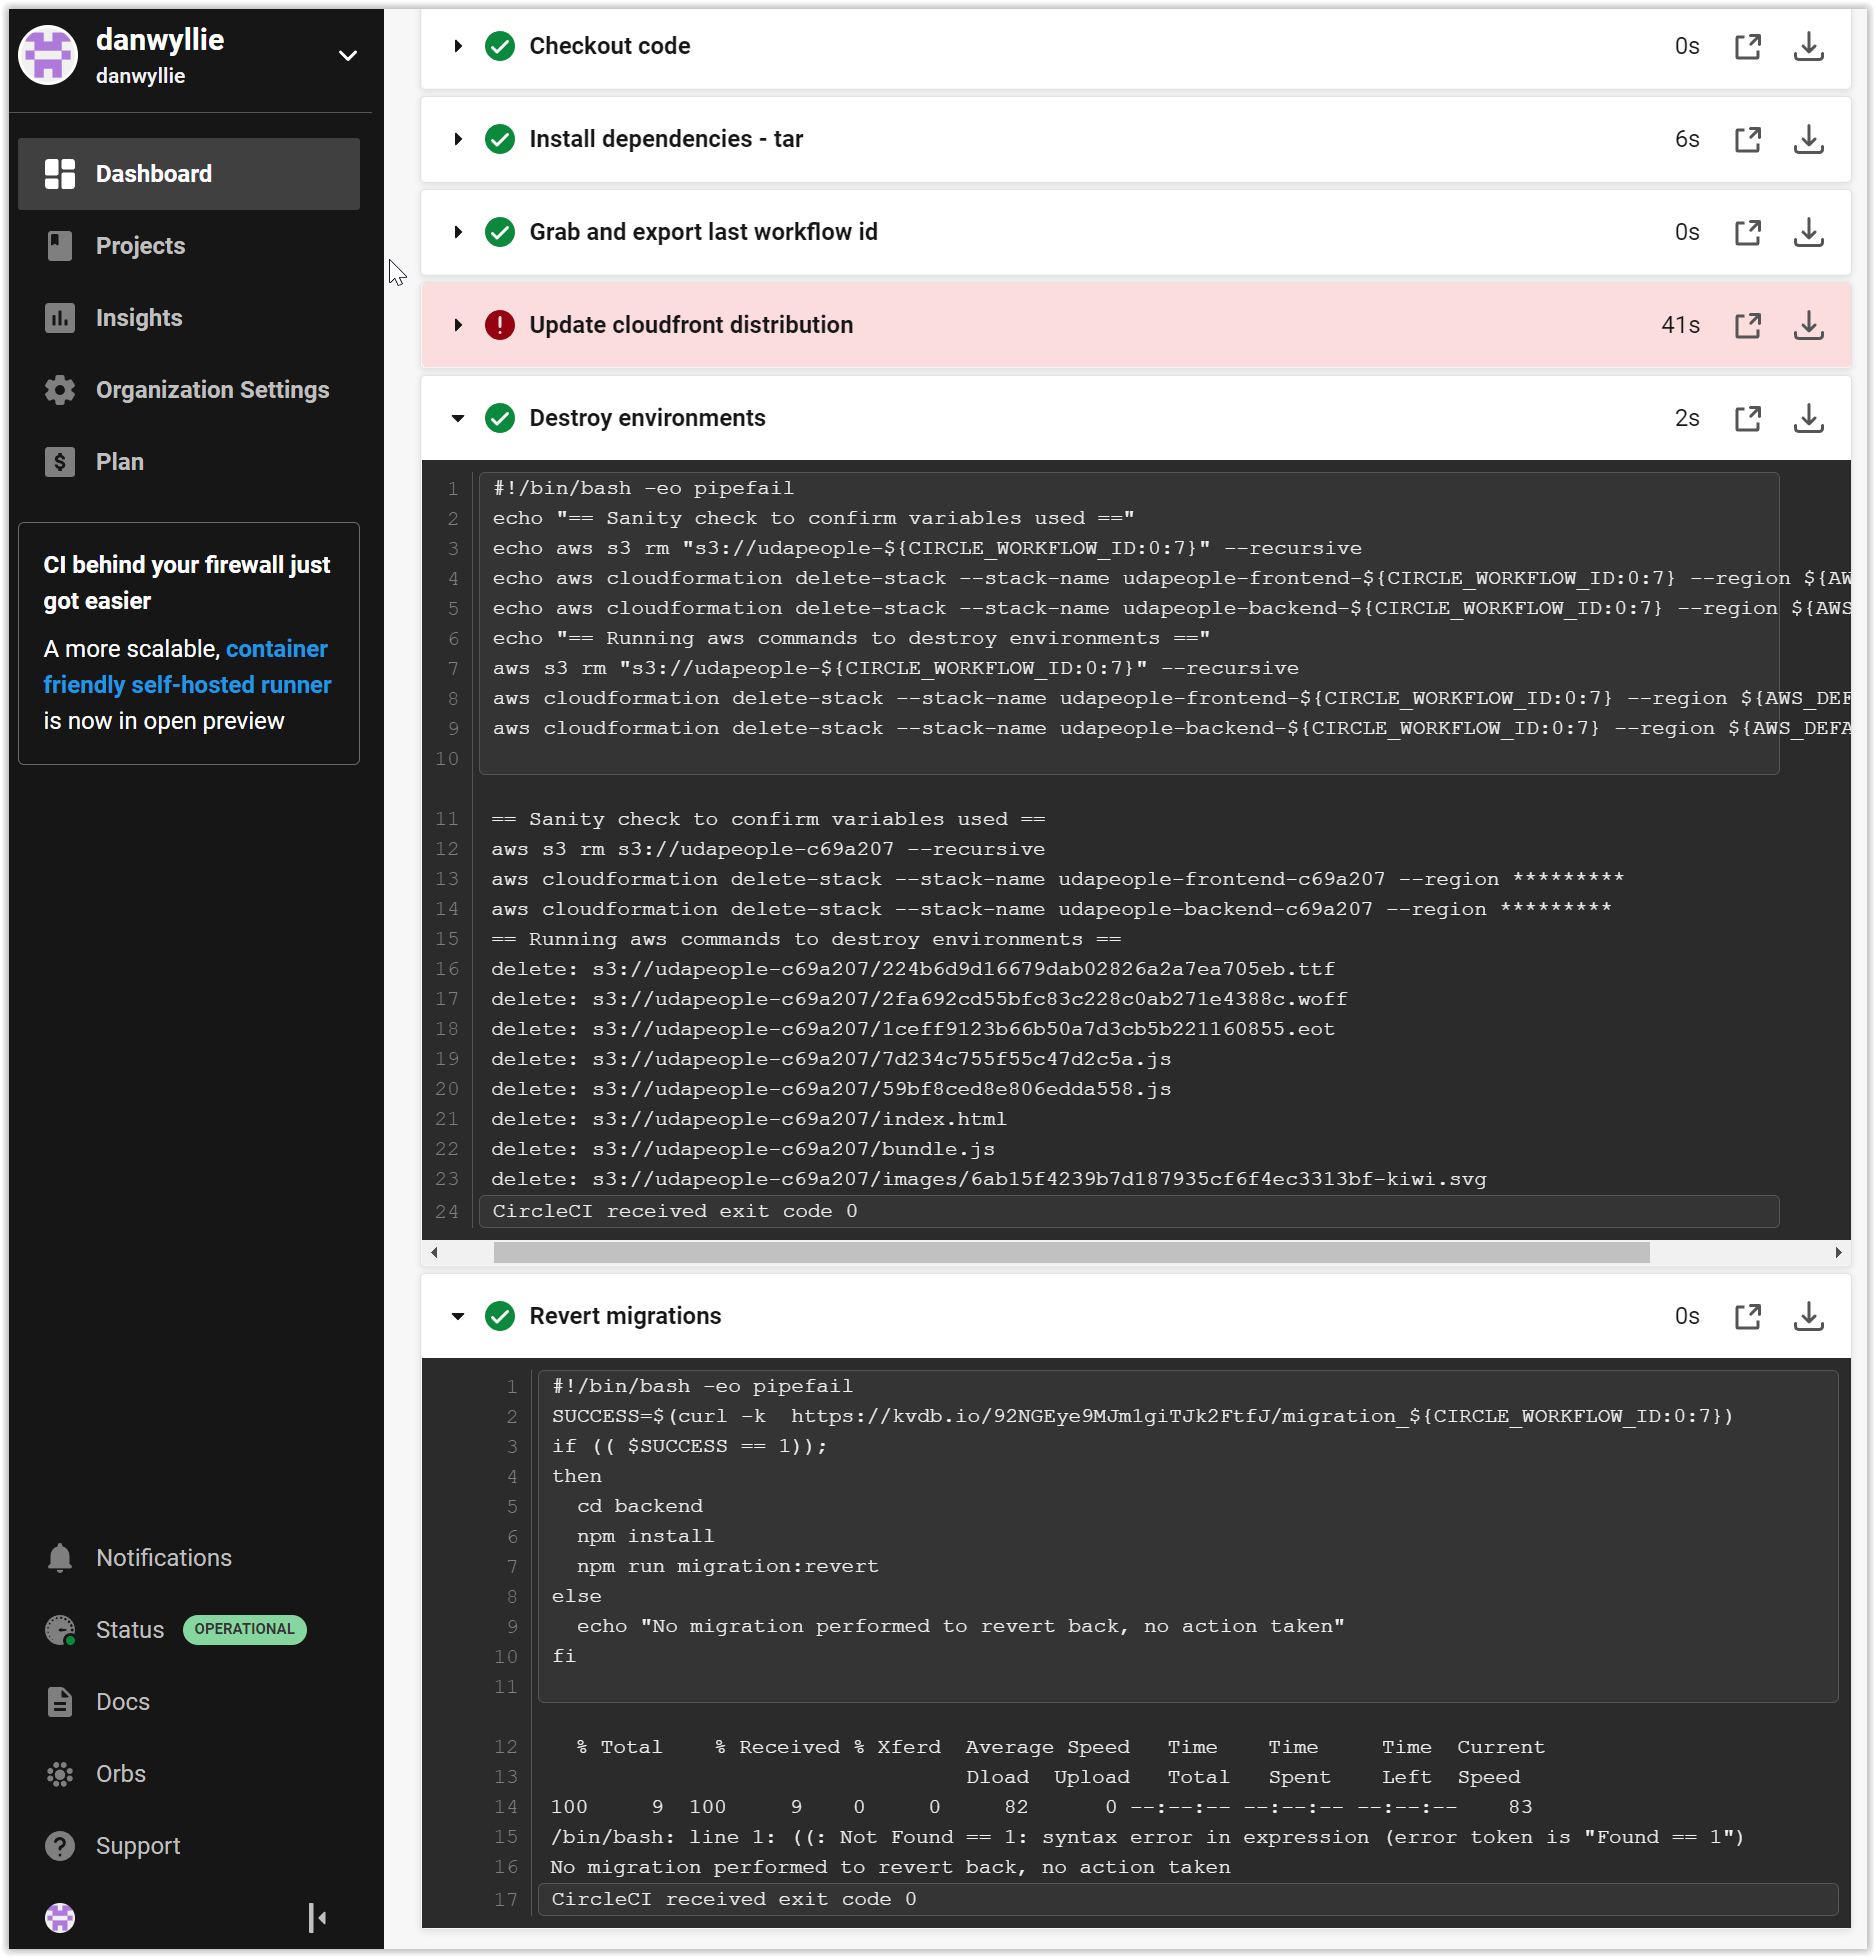 danwyllie
danwyllie
Dashboard
Projects
Insights
Organization Settings
Plan
CI behind your firewall just
got easier
A more scalable, container
friendly self-hosted runner
is now in open preview
Notifications
Status OPERATIONAL
Docs
Orbs
Support
Checkout code 0s
Install dependencies - tar 6s
Grab and export last workflow id 0s
Update cloudfront distribution 41s
Destroy environments 2s
1 #!/bin/bash -eo pipefail
2 echo "== Sanity check to confirm variables used =="
3 echo aws s3 rm "s3://udapeople-${CIRCLE_WORKFLOW_ID:0:7}" --recursive
4 echo aws cloudformation delete-stack --stack-name udapeople-frontend-${CIRCLE_WORKFLOW_ID:0:7} --region ${AW
5 echo aws cloudformation delete-stack --stack-name udapeople-backend-${CIRCLE_WORKFLOW_ID:0:7} --region ${AWS
6 echo "== Running aws commands to destroy environments =="
7 aws s3 rm "s3://udapeople-${CIRCLE_WORKFLOW_ID:0:7}" --recursive
8 aws cloudformation delete-stack --stack-name udapeople-frontend-${CIRCLE_WORKFLOW_ID:0:7} --region ${AWS_DEF
9 aws cloudformation delete-stack --stack-name udapeople-backend-${CIRCLE_WORKFLOW_ID:0:7} --region ${AWS_DEFA
10
11 == Sanity check to confirm variables used ==
12 aws s3 rm s3://udapeople-c69a207 --recursive
13 aws cloudformation delete-stack --stack-name udapeople-frontend-c69a207 --region *********
14 aws cloudformation delete-stack --stack-name udapeople-backend-c69a207 --region *********
15 == Running aws commands to destroy environments ==
16 delete: s3://udapeople-c69a207/224b6d9d16679dab02826a2a7ea705eb.ttf
17 delete: s3://udapeople-c69a207/2fa692cd55bfc83c228c0ab271e4388c.woff
18 delete: s3://udapeople-c69a207/1ceff9123b66b50a7d3cb5b221160855.eot
19 delete: s3://udapeople-c69a207/7d234c755f55c47d2c5a.js
20 delete: s3://udapeople-c69a207/59bf8ced8e806edda558.js
21 delete: s3://udapeople-c69a207/index.html
22 delete: s3://udapeople-c69a207/bundle.js
23 delete: s3://udapeople-c69a207/images/6ab15f4239b7d187935cf6f4ec3313bf-kiwi.svg
24 CircleCI received exit code 0
Revert migrations 0s
1 #!/bin/bash -eo pipefail
2 SUCCESS=$(curl -k  https://kvdb.io/92NGEye9MJm1giTJk2FtfJ/migration_${CIRCLE_WORKFLOW_ID:0:7})
3 if (( $SUCCESS == 1));
4 then
5   cd backend
6   npm install
7   npm run migration:revert
8 else
9   echo "No migration performed to revert back, no action taken"
10 fi
11
12   % Total    % Received % Xferd  Average Speed   Time    Time     Time  Current
13                                  Dload  Upload   Total   Spent    Left  Speed
14 100     9  100     9    0     0     82      0 --:--:-- --:--:-- --:--:--    83
15 /bin/bash: line 1: ((: Not Found == 1: syntax error in expression (error token is "Found == 1")
16 No migration performed to revert back, no action taken
17 CircleCI received exit code 0